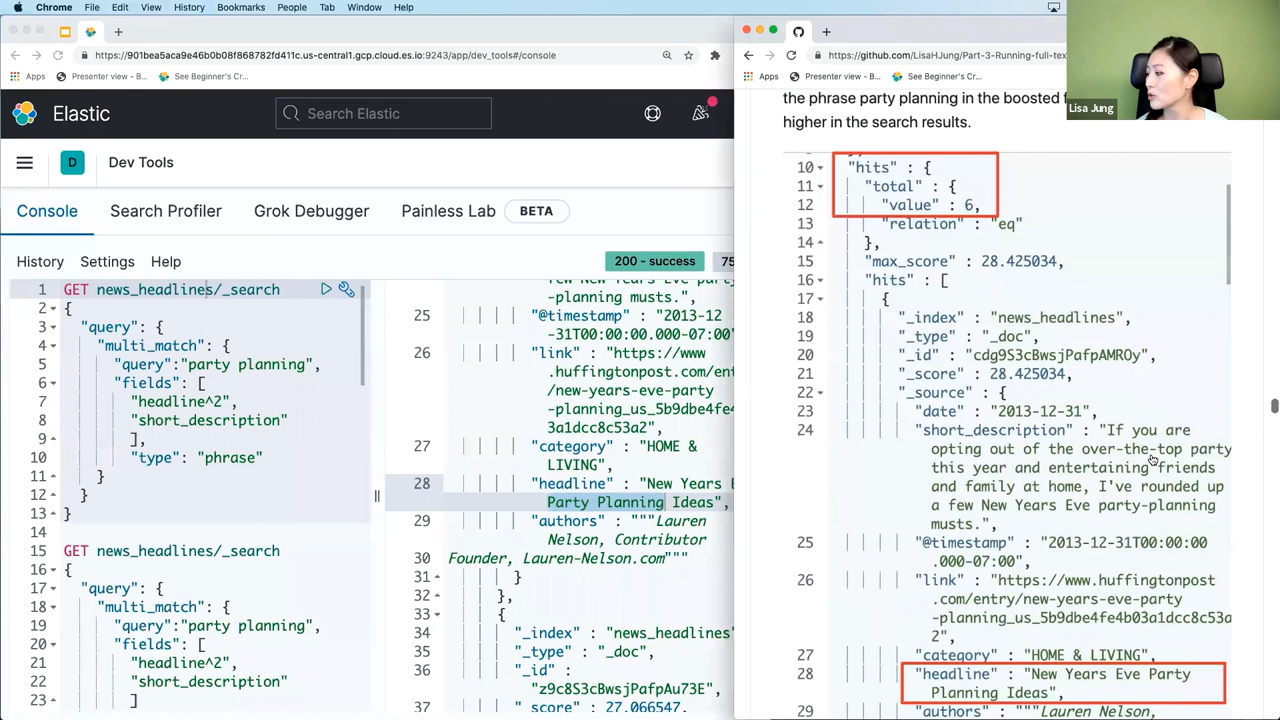 Chrome File Edit View History Bookmarks People Tab Window Help
https://901beaa5aca9e46b0b08f868782fd411c.us-central1.gcp.cloud.es.io:9243/app/dev_tools#/console
Apps Presenter view - B... See Beginner's Cr...
Elastic
Search Elastic
D Dev Tools
Console Search Profiler Grok Debugger Painless Lab BETA
History Settings Help
200 - success 75
1 GET news_headlines/_search
2 {
3 "query": {
4 "multi_match": {
5 "query":"party planning",
6 "fields": [
7 "headline^2",
8 "short_description"
9 ],
10 "type": "phrase"
11 }
12 }
13 }
14
15 GET news_headlines/_search
16 {
17 "query": {
18 "multi_match": {
19 "query":"party planning",
20 "fields": [
21 "headline^2",
22 "short_description"
23 ]
few New Years Eve party
-planning musts.",
25 "@timestamp" : "2013-12
-31T00:00:00.000-07:00"
26 "link" : "https://www
.huffingtonpost.com/entry
/new-years-eve-party
-planning_us_5b9dbe4fe4
3a1dcc8c53a2",
27 "category" : "HOME &
LIVING",
28 "headline" : "New Years E
Party Planning Ideas",
29 "authors" : """Lauren
Nelson, Contributor
30 Founder, Lauren-Nelson.com"""
31 }
32 },
33 {
34 "_index" : "news_headlines"
35 "_type" : "_doc",
36 "_id" :
"z9c8S3cBwsjPafpAu73E",
37 "_score" : 27.066547,
https://github.com/LisaHJung/Part-3-Running-full-tex
Apps Presenter view - B... See Beginner's Cr...
Lisa Jung
the phrase party planning in the boosted f
higher in the search results.
10 "hits" : {
11 "total" : {
12 "value" : 6,
13 "relation" : "eq"
14 },
15 "max_score" : 28.425034,
16 "hits" : [
17 {
18 "_index" : "news_headlines",
19 "_type" : "_doc",
20 "_id" : "cdg9S3cBwsjPafpAMROy",
21 "_score" : 28.425034,
22 "_source" : {
23 "date" : "2013-12-31",
24 "short_description" : "If you are
opting out of the over-the-top party
this year and entertaining friends
and family at home, I've rounded up
a few New Years Eve party-planning
musts.",
25 "@timestamp" : "2013-12-31T00:00:00
.000-07:00",
26 "link" : "https://www.huffingtonpost
.com/entry/new-years-eve-party
-planning_us_5b9dbe4fe4b03a1dcc8c53a
2",
27 "category" : "HOME & LIVING",
28 "headline" : "New Years Eve Party
Planning Ideas",
29 "authors" : """Lauren Nelson,